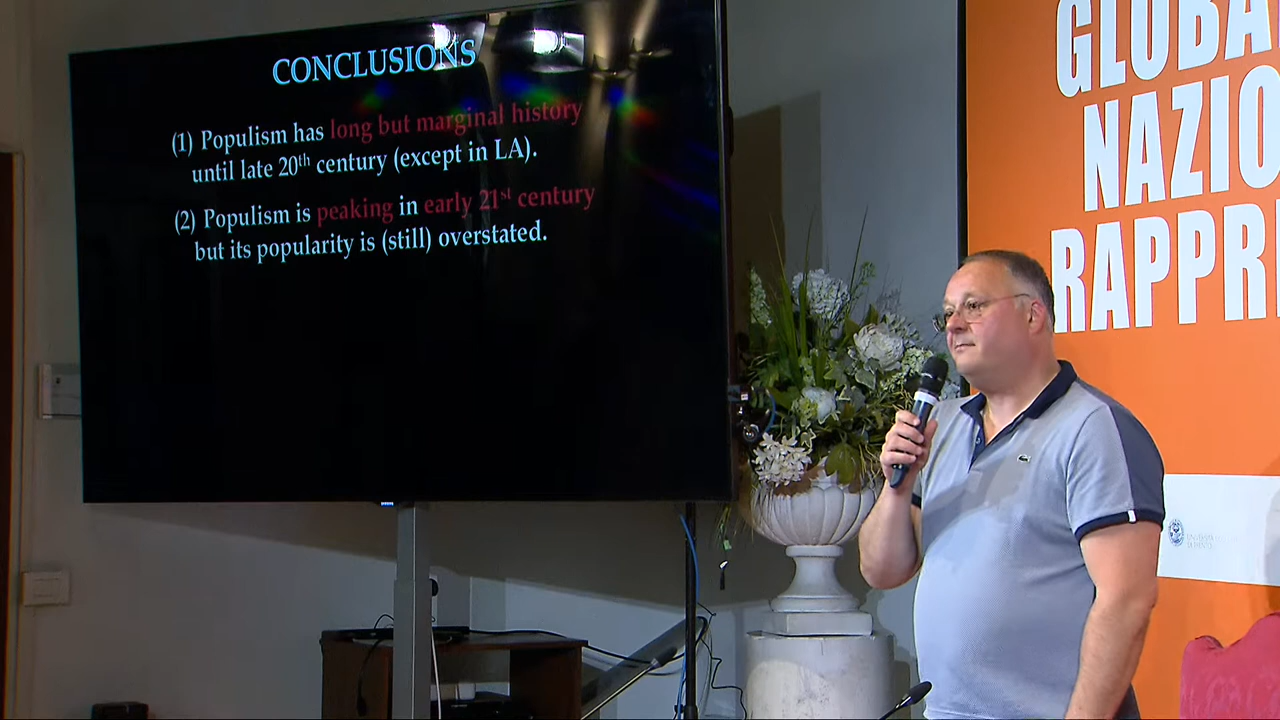 CONCLUSIONS
(1) Populism has long but marginal history
until late 20th century (except in LA).
(2) Populism is peaking in early 21st century
but its popularity is (still) overstated.
GLOBA
NAZIO
RAPPR